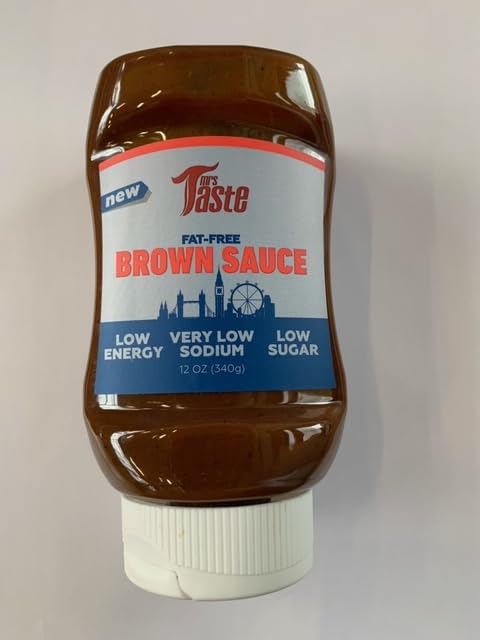 new
mrs
Taste
FAT-FREE
BROWN SAUCE
LOW ENERGY
VERY LOW SODIUM
LOW SUGAR
12 OZ (340g)